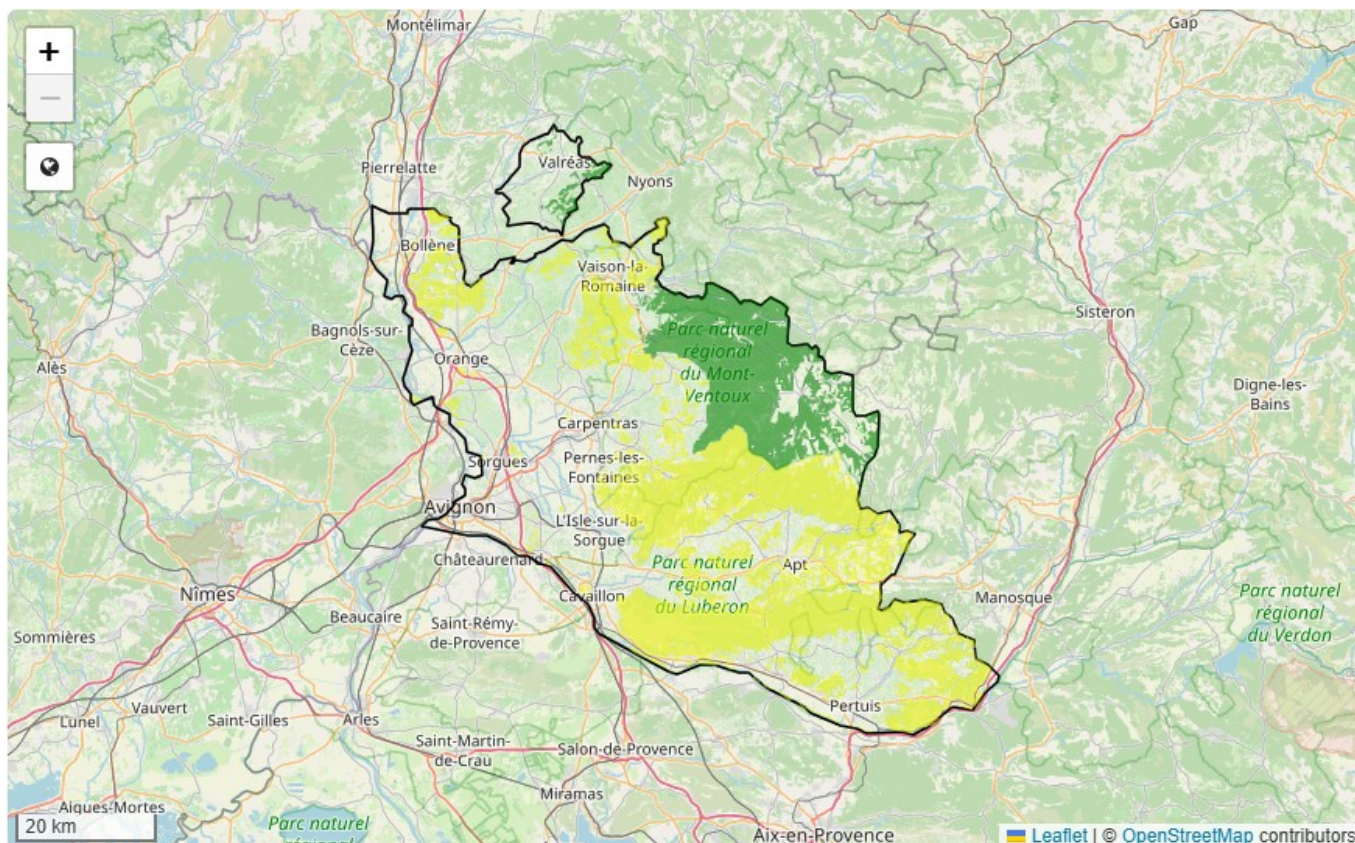 Montélimar
Gap
+
−
Valréas
Pierrelatte
Nyons
Bollène
Vaison-la-
Romaine
Sisteron
Parc naturel
régional
du Mont-
Ventoux
Bagnols-sur-
Cèze
Orange
Alès
Digne-les-
Bains
Carpentras
Sorgues
Pernes-les-
Fontaines
Avignon
L'Isle-sur-la-
Sorgue
Châteaurenard
Parc naturel
régional
du Luberon
Apt
Nîmes
Cavaillon
Manosque
Parc naturel
régional
du Verdon
Beaucaire
Saint-Rémy-
de-Provence
Sommières
Pertuis
Vauvert
Lunel
Saint-Gilles
Arles
Saint-Martin-
de-Crau
Salon-de-Provence
Miramas
Aigues-Mortes
20 km
Parc naturel
régional
Aix-en-Provence
Leaflet | © OpenStreetMap contributors